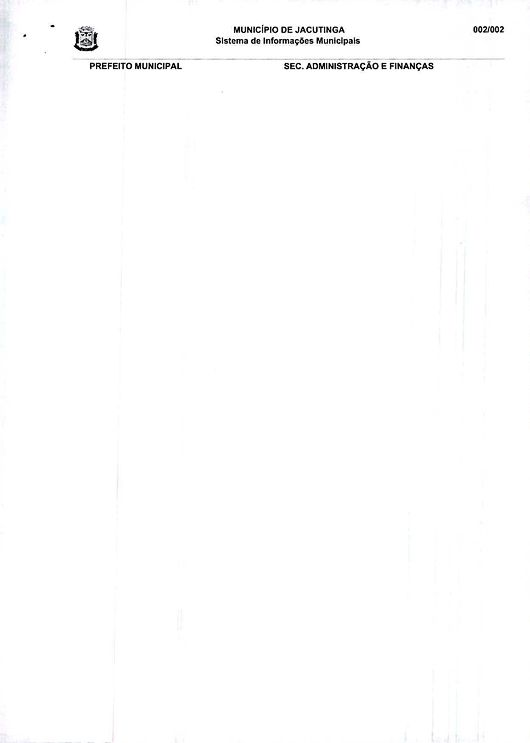 MUNICÍPIO DE JACUTINGA
002/002
Sistema de Informações Municipais
PREFEITO MUNICIPAL
SEC. ADMINISTRAÇÃO E FINANÇAS